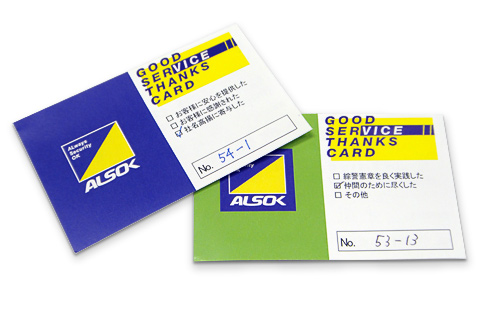 GOOD
SERVICE
THANKS
CARD
□ お客様に安心を提供した
□ お客様に感謝された
☑ 社名高揚に寄与した
No. 54-1
Always
Security
OK
ALSOK
GOOD
SERVICE
THANKS
CARD
□ 綜警憲章を良く実践した
☑ 仲間のために尽くした
□ その他
No. 53-13
ALSOK